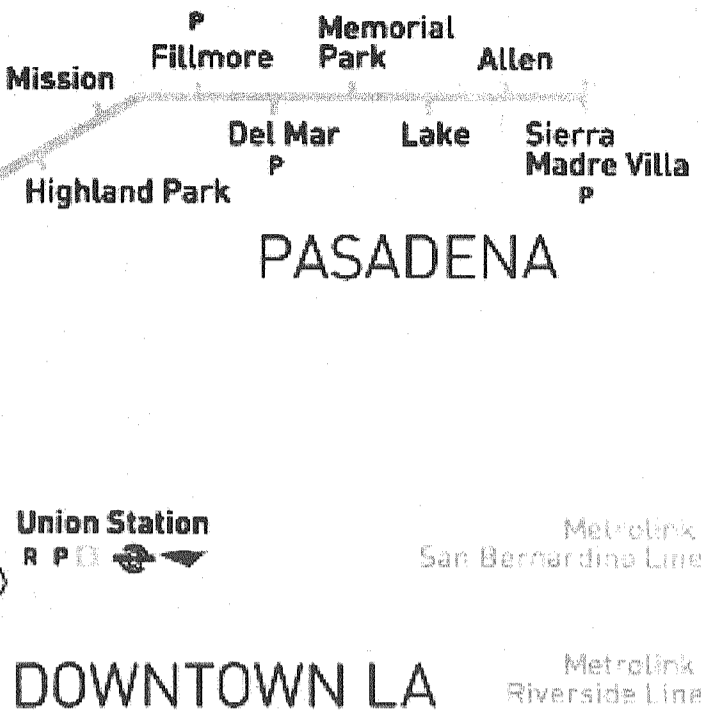 P
Fillmore
Memorial
Park
Allen
Mission
Del Mar
P
Lake
Sierra
Madre Villa
P
Highland Park
PASADENA
Union Station
R P
Metrolink
San Bernardino Line
DOWNTOWN LA
Metrolink
Riverside Line